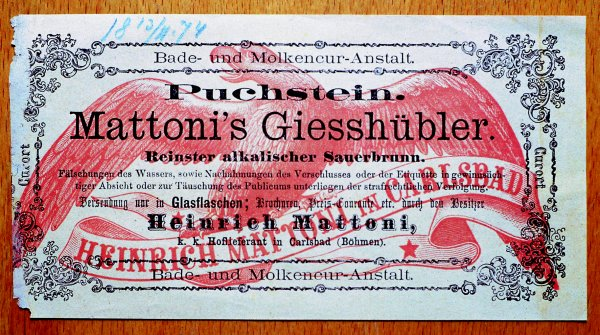 18 13/4. 74
Bade- und Molkencur-Anstalt.
Curort
Puchstein.
Curort
Mattoni's Giesshübler.
Reinster alkalischer Sauerbrunn.
Fälschungen des Wassers, sowie Nachahmungen des Verschlusses oder der Etiquette in gewinnsüch-
tiger Absicht oder zur Täuschung des Publicums unterliegen der strafrechtlichen Verfolgung.
Versendung nur in Glasflaschen; Brochuren, Preis-Courante etc. durch den Besitzer
Heinrich Mattoni,
k. k. Hoflieferant in Carlsbad (Böhmen).
HEINRICH MATTONI IN CARLSBAD
Bade- und Molkencur-Anstalt.